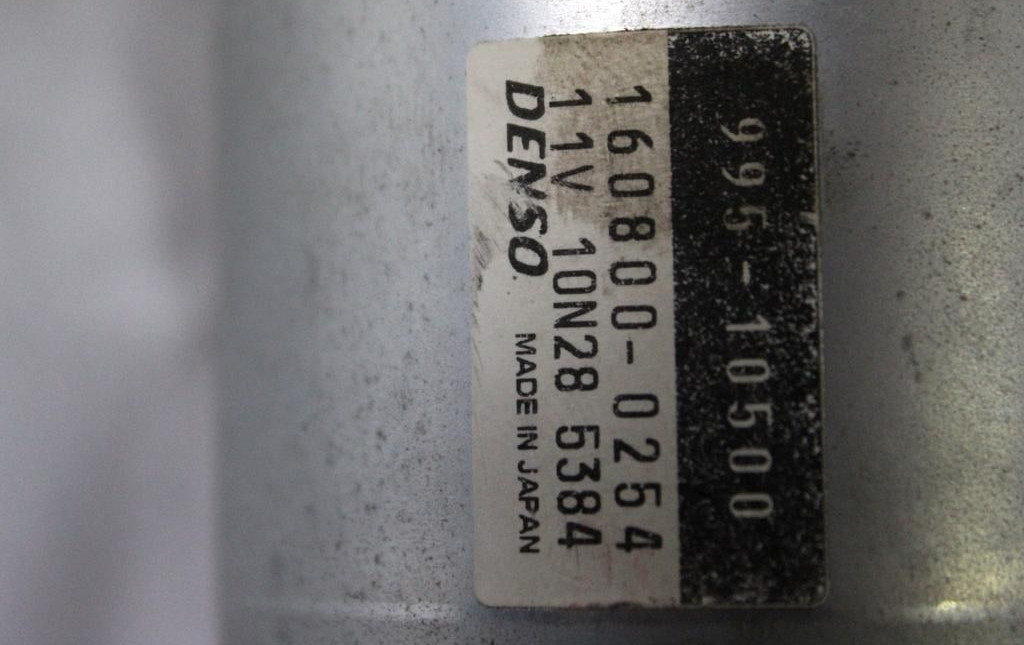 995-10500
160800-0254
11V 10N28 5384
DENSO MADE IN JAPAN